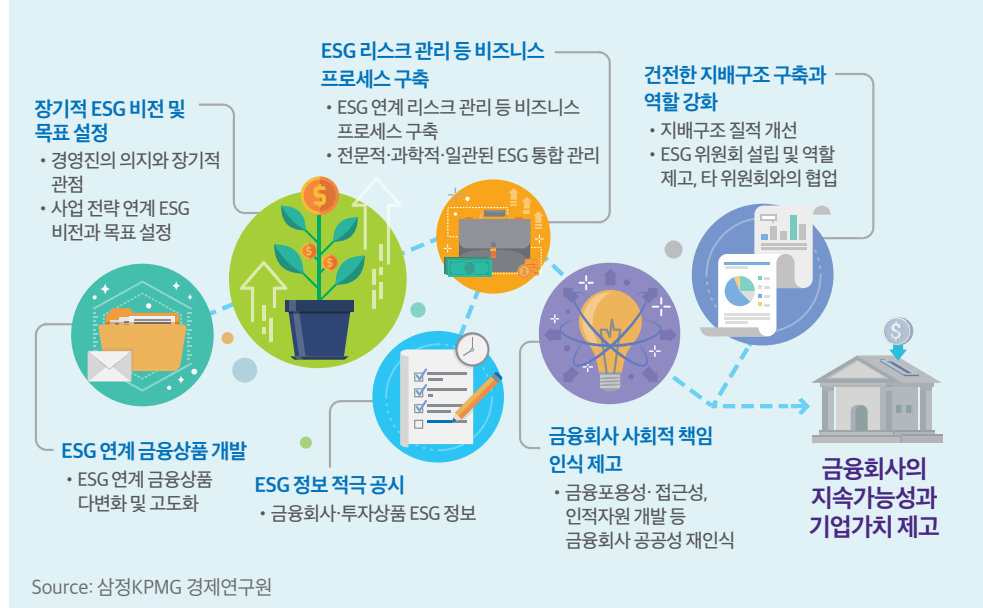 장기적 ESG 비전 및
목표 설정
• 경영진의 의지와 장기적
관점
• 사업 전략 연계 ESG
비전과 목표 설정
ESG 리스크 관리 등 비즈니스
프로세스 구축
• ESG 연계 리스크 관리 등 비즈니스
프로세스 구축
• 전문적·과학적·일관된 ESG 통합 관리
건전한 지배구조 구축과
역할 강화
• 지배구조 질적 개선
• ESG 위원회 설립 및 역할
제고, 타 위원회와의 협업
ESG 연계 금융상품 개발
• ESG 연계 금융상품
다변화 및 고도화
ESG 정보 적극 공시
• 금융회사·투자상품 ESG 정보
금융회사 사회적 책임
인식 제고
• 금융포용성· 접근성,
인적자원 개발 등
금융회사 공공성 재인식
금융회사의
지속가능성과
기업가치 제고
Source: 삼정KPMG 경제연구원